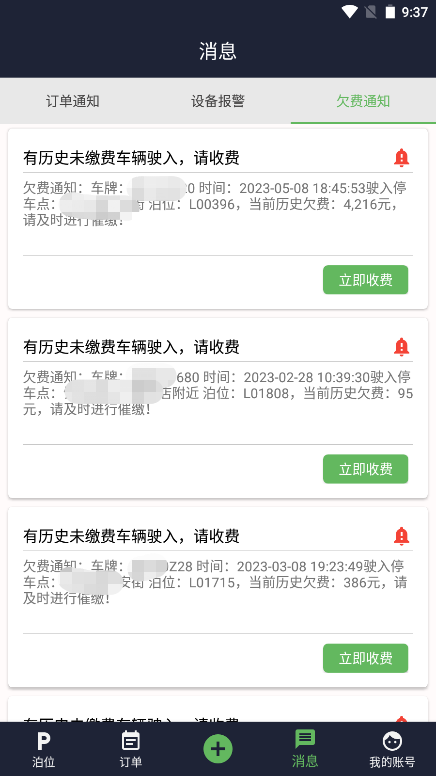 9:37
消息
订单通知 设备报警 欠费通知
有历史未缴费车辆驶入，请收费
欠费通知：车牌： 0 时间：2023-05-08 18:45:53驶入停
车点： 街 泊位：L00396，当前历史欠费：4,216元，
请及时进行催缴！
立即收费
有历史未缴费车辆驶入，请收费
欠费通知：车牌： 680 时间：2023-02-28 10:39:30驶入停
车点： 店附近 泊位：L01808，当前历史欠费：95
元，请及时进行催缴！
立即收费
有历史未缴费车辆驶入，请收费
欠费通知：车牌： Z28 时间：2023-03-08 19:23:49驶入停
车点： 安街 泊位：L01715，当前历史欠费：386元，请
及时进行催缴！
立即收费
有历史未缴费车辆驶入，请收费
泊位 订单 消息 我的账号